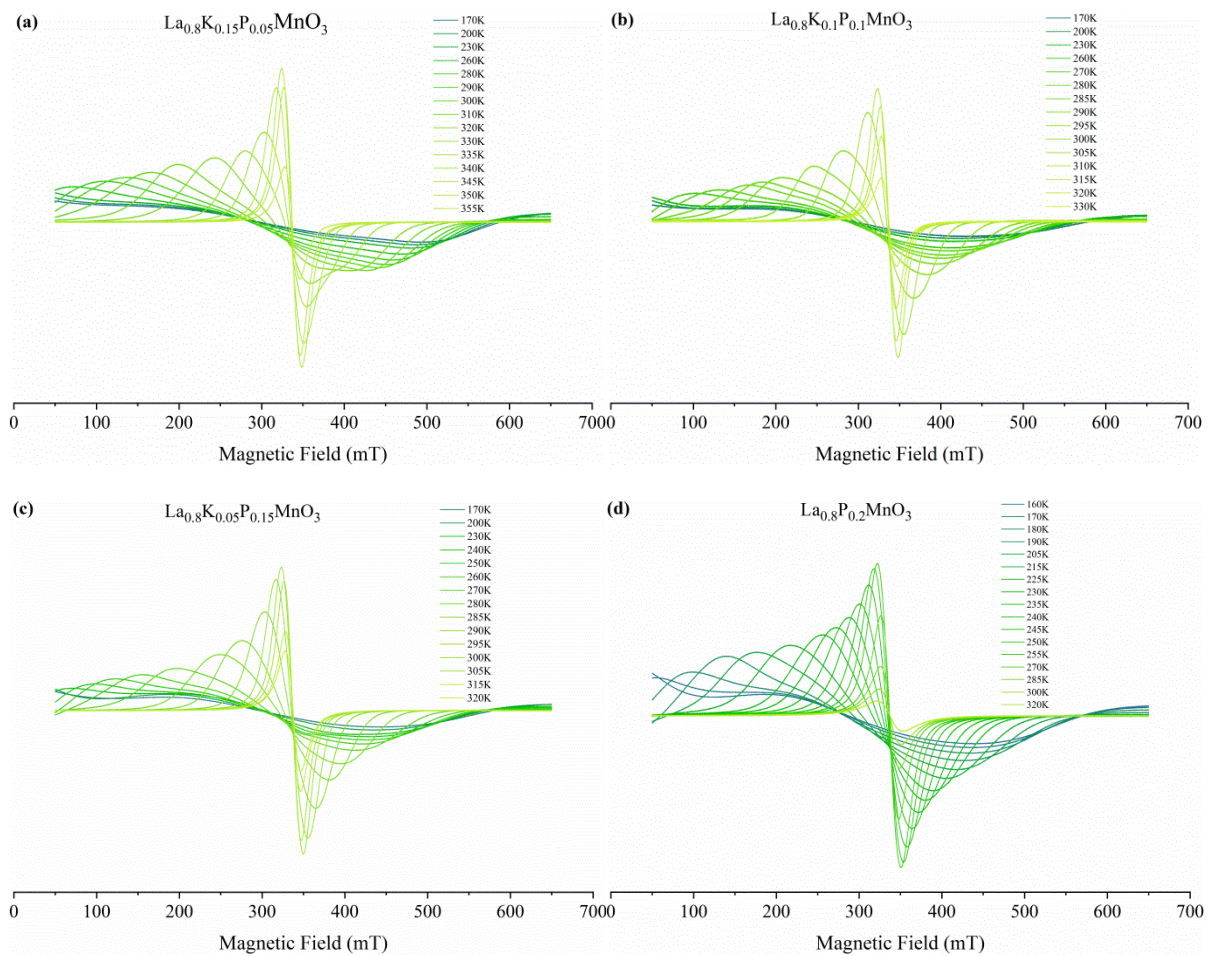 (a)
La0.8K0.15P0.05MnO3
170K
200K
230K
260K
280K
290K
300K
310K
320K
330K
335K
340K
345K
350K
355K
0 100 200 300 400 500 600 700
Magnetic Field (mT)
(b)
La0.8K0.1P0.1MnO3
170K
200K
230K
260K
270K
280K
285K
290K
295K
300K
305K
310K
315K
320K
330K
0 100 200 300 400 500 600 700
Magnetic Field (mT)
(c)
La0.8K0.05P0.15MnO3
170K
200K
230K
240K
250K
260K
270K
280K
285K
290K
295K
300K
305K
315K
320K
0 100 200 300 400 500 600 700
Magnetic Field (mT)
(d)
La0.8P0.2MnO3
160K
170K
180K
190K
205K
215K
225K
230K
235K
240K
245K
250K
255K
270K
285K
300K
320K
0 100 200 300 400 500 600 700
Magnetic Field (mT)